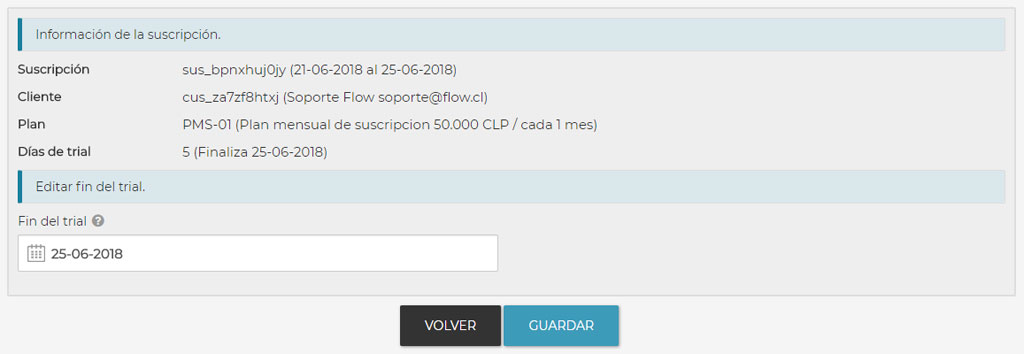 Información de la suscripción.
Suscripción sus_bpnxhuj0jy (21-06-2018 al 25-06-2018)
Cliente cus_za7zf8htxj (Soporte Flow soporte@flow.cl)
Plan PMS-01 (Plan mensual de suscripcion 50.000 CLP / cada 1 mes)
Días de trial 5 (Finaliza 25-06-2018)
Editar fin del trial.
Fin del trial ?
25-06-2018
VOLVER GUARDAR